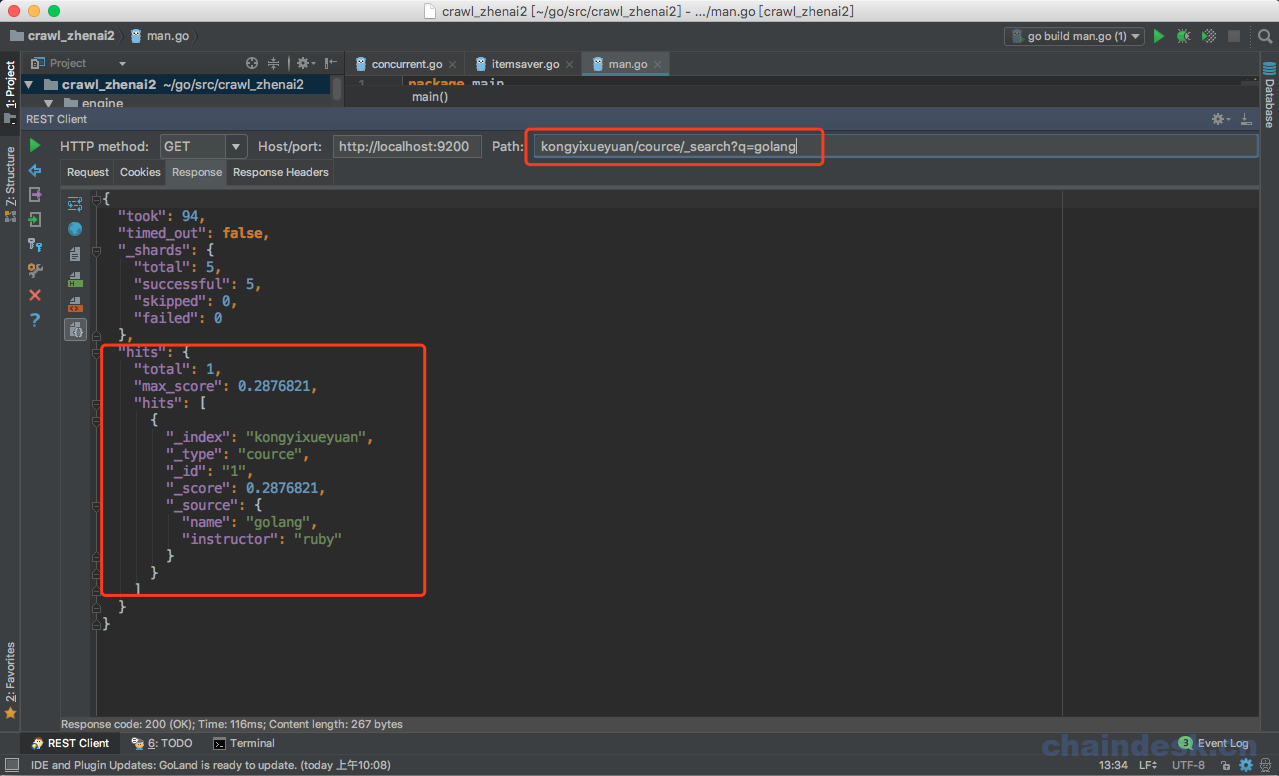 crawl_zhenai2 [~/go/src/crawl_zhenai2] - .../man.go [crawl_zhenai2]
crawl_zhenai2 man.go go build man.go (1)
1: Project Project concurrent.go itemsaver.go man.go
crawl_zhenai2 ~/go/src/crawl_zhenai2 1 package main
engine main()
Database
REST Client
HTTP method: GET Host/port: http://localhost:9200 Path: kongyixueyuan/cource/_search?q=golang
Request Cookies Response Response Headers
Z: Structure
{
"took": 94,
"timed_out": false,
"_shards": {
"total": 5,
"successful": 5,
"skipped": 0,
"failed": 0
},
"hits": {
"total": 1,
"max_score": 0.2876821,
"hits": [
{
"_index": "kongyixueyuan",
"_type": "cource",
"_id": "1",
"_score": 0.2876821,
"_source": {
"name": "golang",
"instructor": "ruby"
}
}
]
}
}
2: Favorites
Response code: 200 (OK); Time: 116ms; Content length: 267 bytes
REST Client 6: TODO Terminal 3 Event Log
chaindesk.cn
IDE and Plugin Updates: GoLand is ready to update. (today 上午10:08) 13:34 LF UTF-8